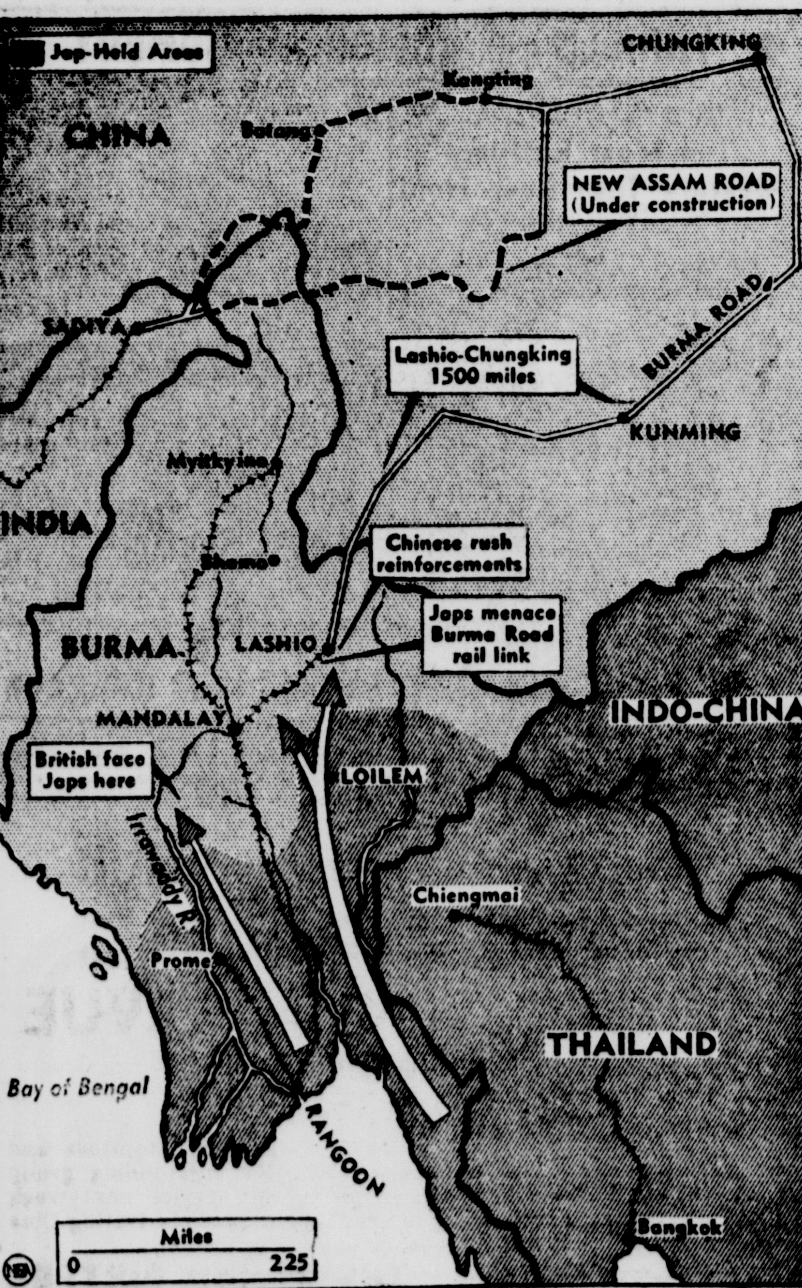 Jap-Held Areas
CHUNGKING
Kangting
CHINA
Batang
NEW ASSAM ROAD
(Under construction)
SADIYA
BURMA ROAD
Lashio-Chungking
1500 miles
KUNMING
Myitkyina
INDIA
Chinese rush
reinforcements
Bhamo
Japs menace
Burma Road
rail link
BURMA
LASHIO
INDO-CHINA
MANDALAY
British face
Japs here
LOILEM
Irrawaddy R.
Chiengmai
Prome
THAILAND
Bay of Bengal
RANGOON
Bangkok
Miles
0 225
NEA